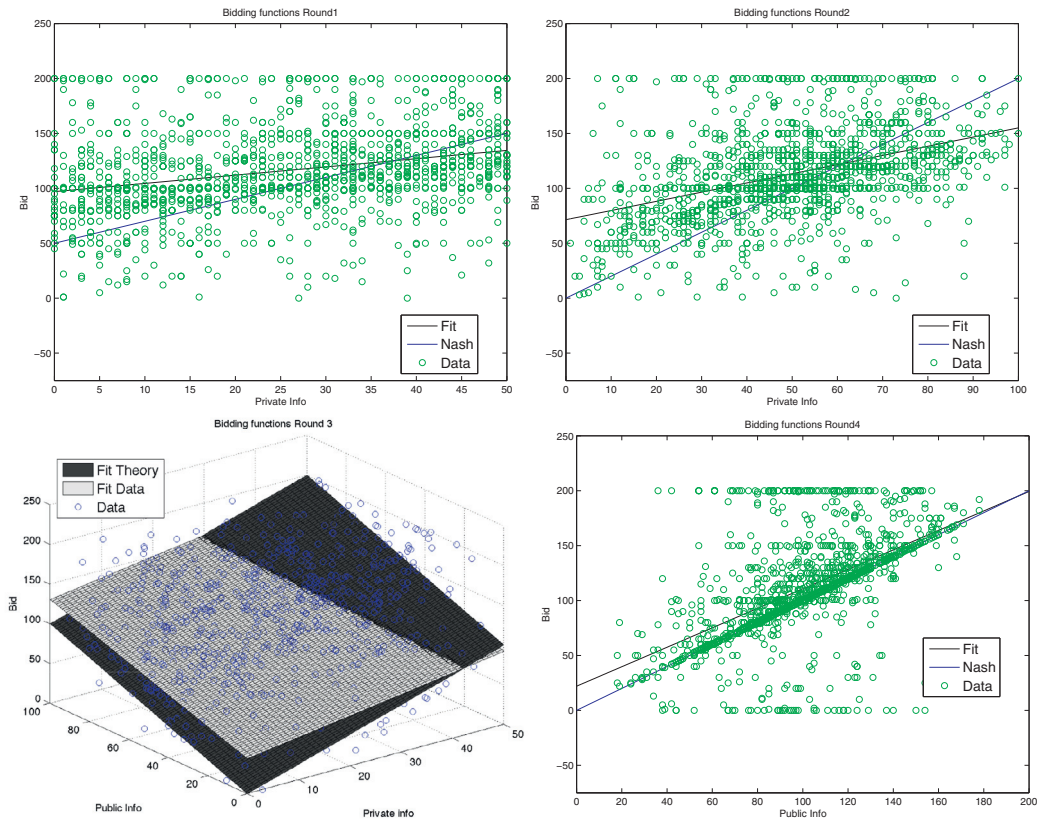 Bidding functions Round1
250
200
150
100
50
0
−50
Bid
0 5 10 15 20 25 30 35 40 45 50
Private Info
Fit
Nash
Data
Bidding functions Round2
250
200
150
100
50
0
−50
Bid
0 10 20 30 40 50 60 70 80 90 100
Private Info
Fit
Nash
Data
Bidding functions Round 3
Fit Theory
Fit Data
Data
250
200
150
100
50
0
Bid
100
80
60
40
20
0
Public Info
0
10
20
30
40
50
Private info
Bidding functions Round4
250
200
150
100
50
0
−50
Bid
0 20 40 60 80 100 120 140 160 180 200
Public Info
Fit
Nash
Data